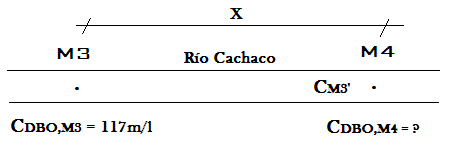 X
M3 M4
Río Cachaco
CM3'
CDBO,M3 = 117m/l CDBO,M4 = ?